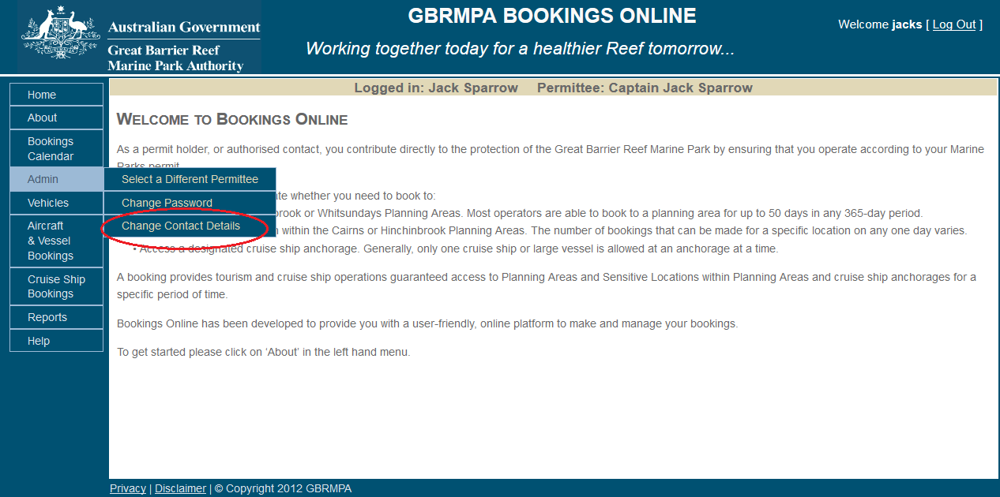 Australian Government
Great Barrier Reef
Marine Park Authority
GBRMPA BOOKINGS ONLINE
Working together today for a healthier Reef tomorrow...
Welcome jacks [ Log Out ]
Logged in: Jack Sparrow Permittee: Captain Jack Sparrow
Home
About
Bookings
Calendar
Admin
Vehicles
Aircraft
& Vessel
Bookings
Cruise Ship
Bookings
Reports
Help
Select a Different Permittee
Change Password
Change Contact Details
WELCOME TO BOOKINGS ONLINE
As a permit holder, or authorised contact, you contribute directly to the protection of the Great Barrier Reef Marine Park by ensuring that you operate according to your Marine
Parks permit.
whether you need to book to:
or Whitsundays Planning Areas. Most operators are able to book to a planning area for up to 50 days in any 365-day period.
within the Cairns or Hinchinbrook Planning Areas. The number of bookings that can be made for a specific location on any one day varies.
• Access a designated cruise ship anchorage. Generally, only one cruise ship or large vessel is allowed at an anchorage at a time.
A booking provides tourism and cruise ship operations guaranteed access to Planning Areas and Sensitive Locations within Planning Areas and cruise ship anchorages for a
specific period of time.
Bookings Online has been developed to provide you with a user-friendly, online platform to make and manage your bookings.
To get started please click on ‘About’ in the left hand menu.
Privacy | Disclaimer | © Copyright 2012 GBRMPA